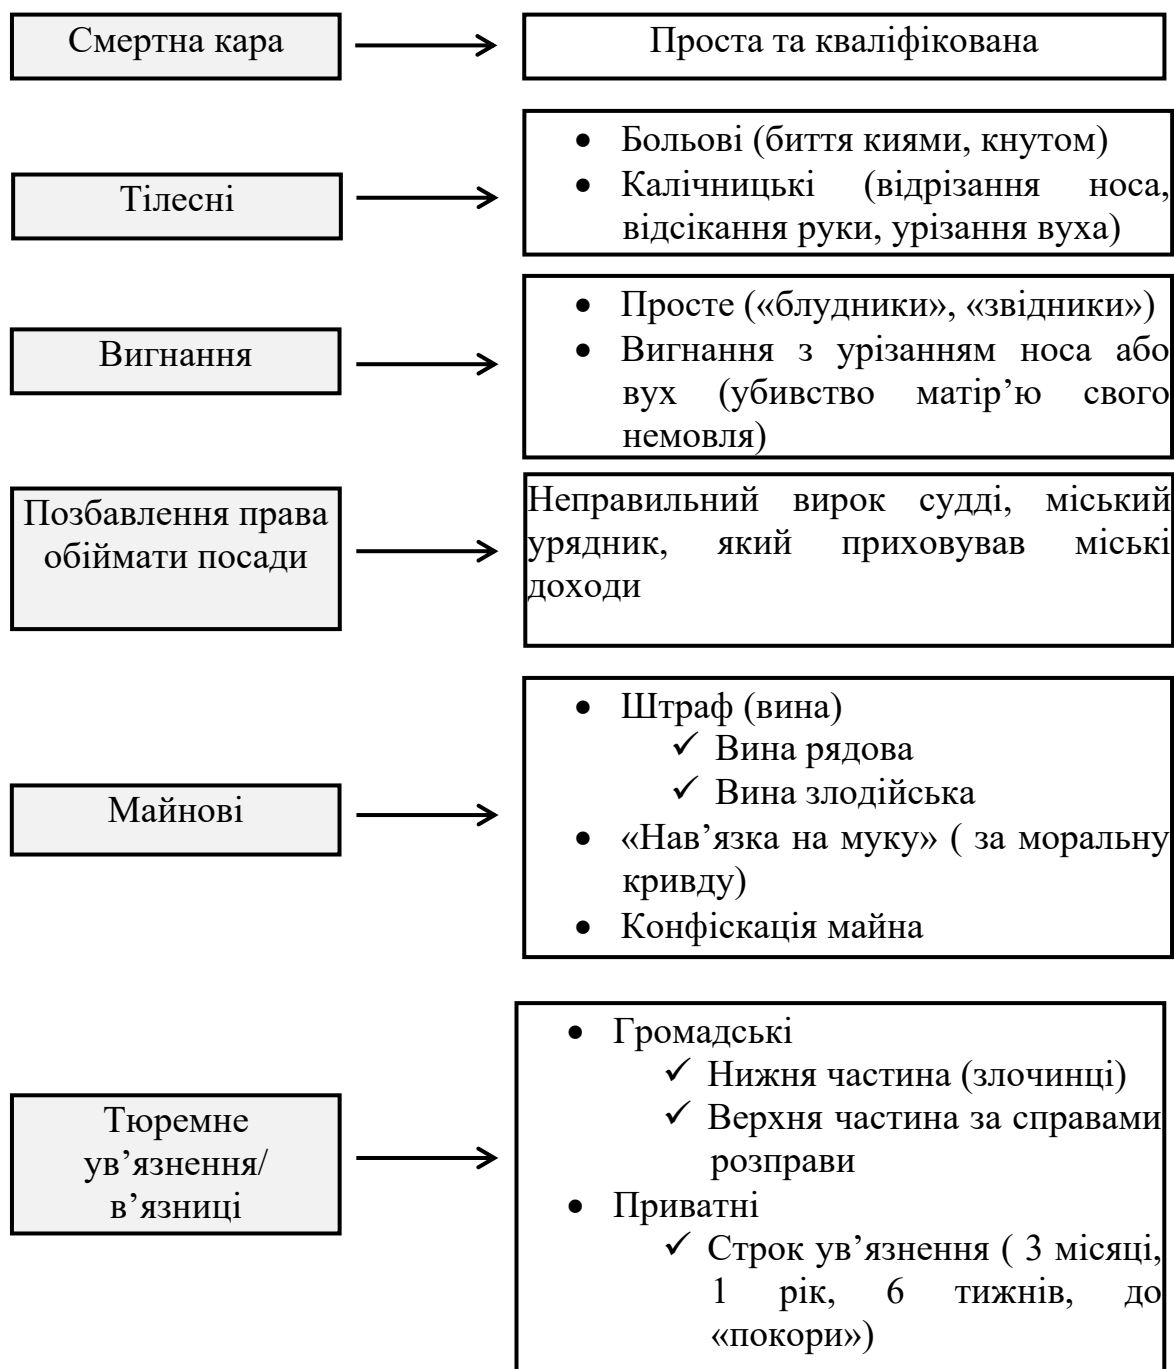 Смертна кара
Проста та кваліфікована
Тілесні
• Больові (биття киями, кнутом)
• Калічницькі (відрізання носа,
відсікання руки, урізання вуха)
Вигнання
• Просте («блудники», «звідники»)
• Вигнання з урізанням носа або
вух (убивство матір’ю свого
немовля)
Позбавлення права
обіймати посади
Неправильний вирок судді, міський
урядник, який приховував міські
доходи
Майнові
• Штраф (вина)
✓ Вина рядова
✓ Вина злодійська
• «Нав’язка на муку» ( за моральну
кривду)
• Конфіскація майна
Тюремне
ув’язнення/
в’язниці
• Громадські
✓ Нижня частина (злочинці)
✓ Верхня частина за справами
розправи
• Приватні
✓ Строк ув’язнення ( 3 місяці,
1 рік, 6 тижнів, до
«покори»)